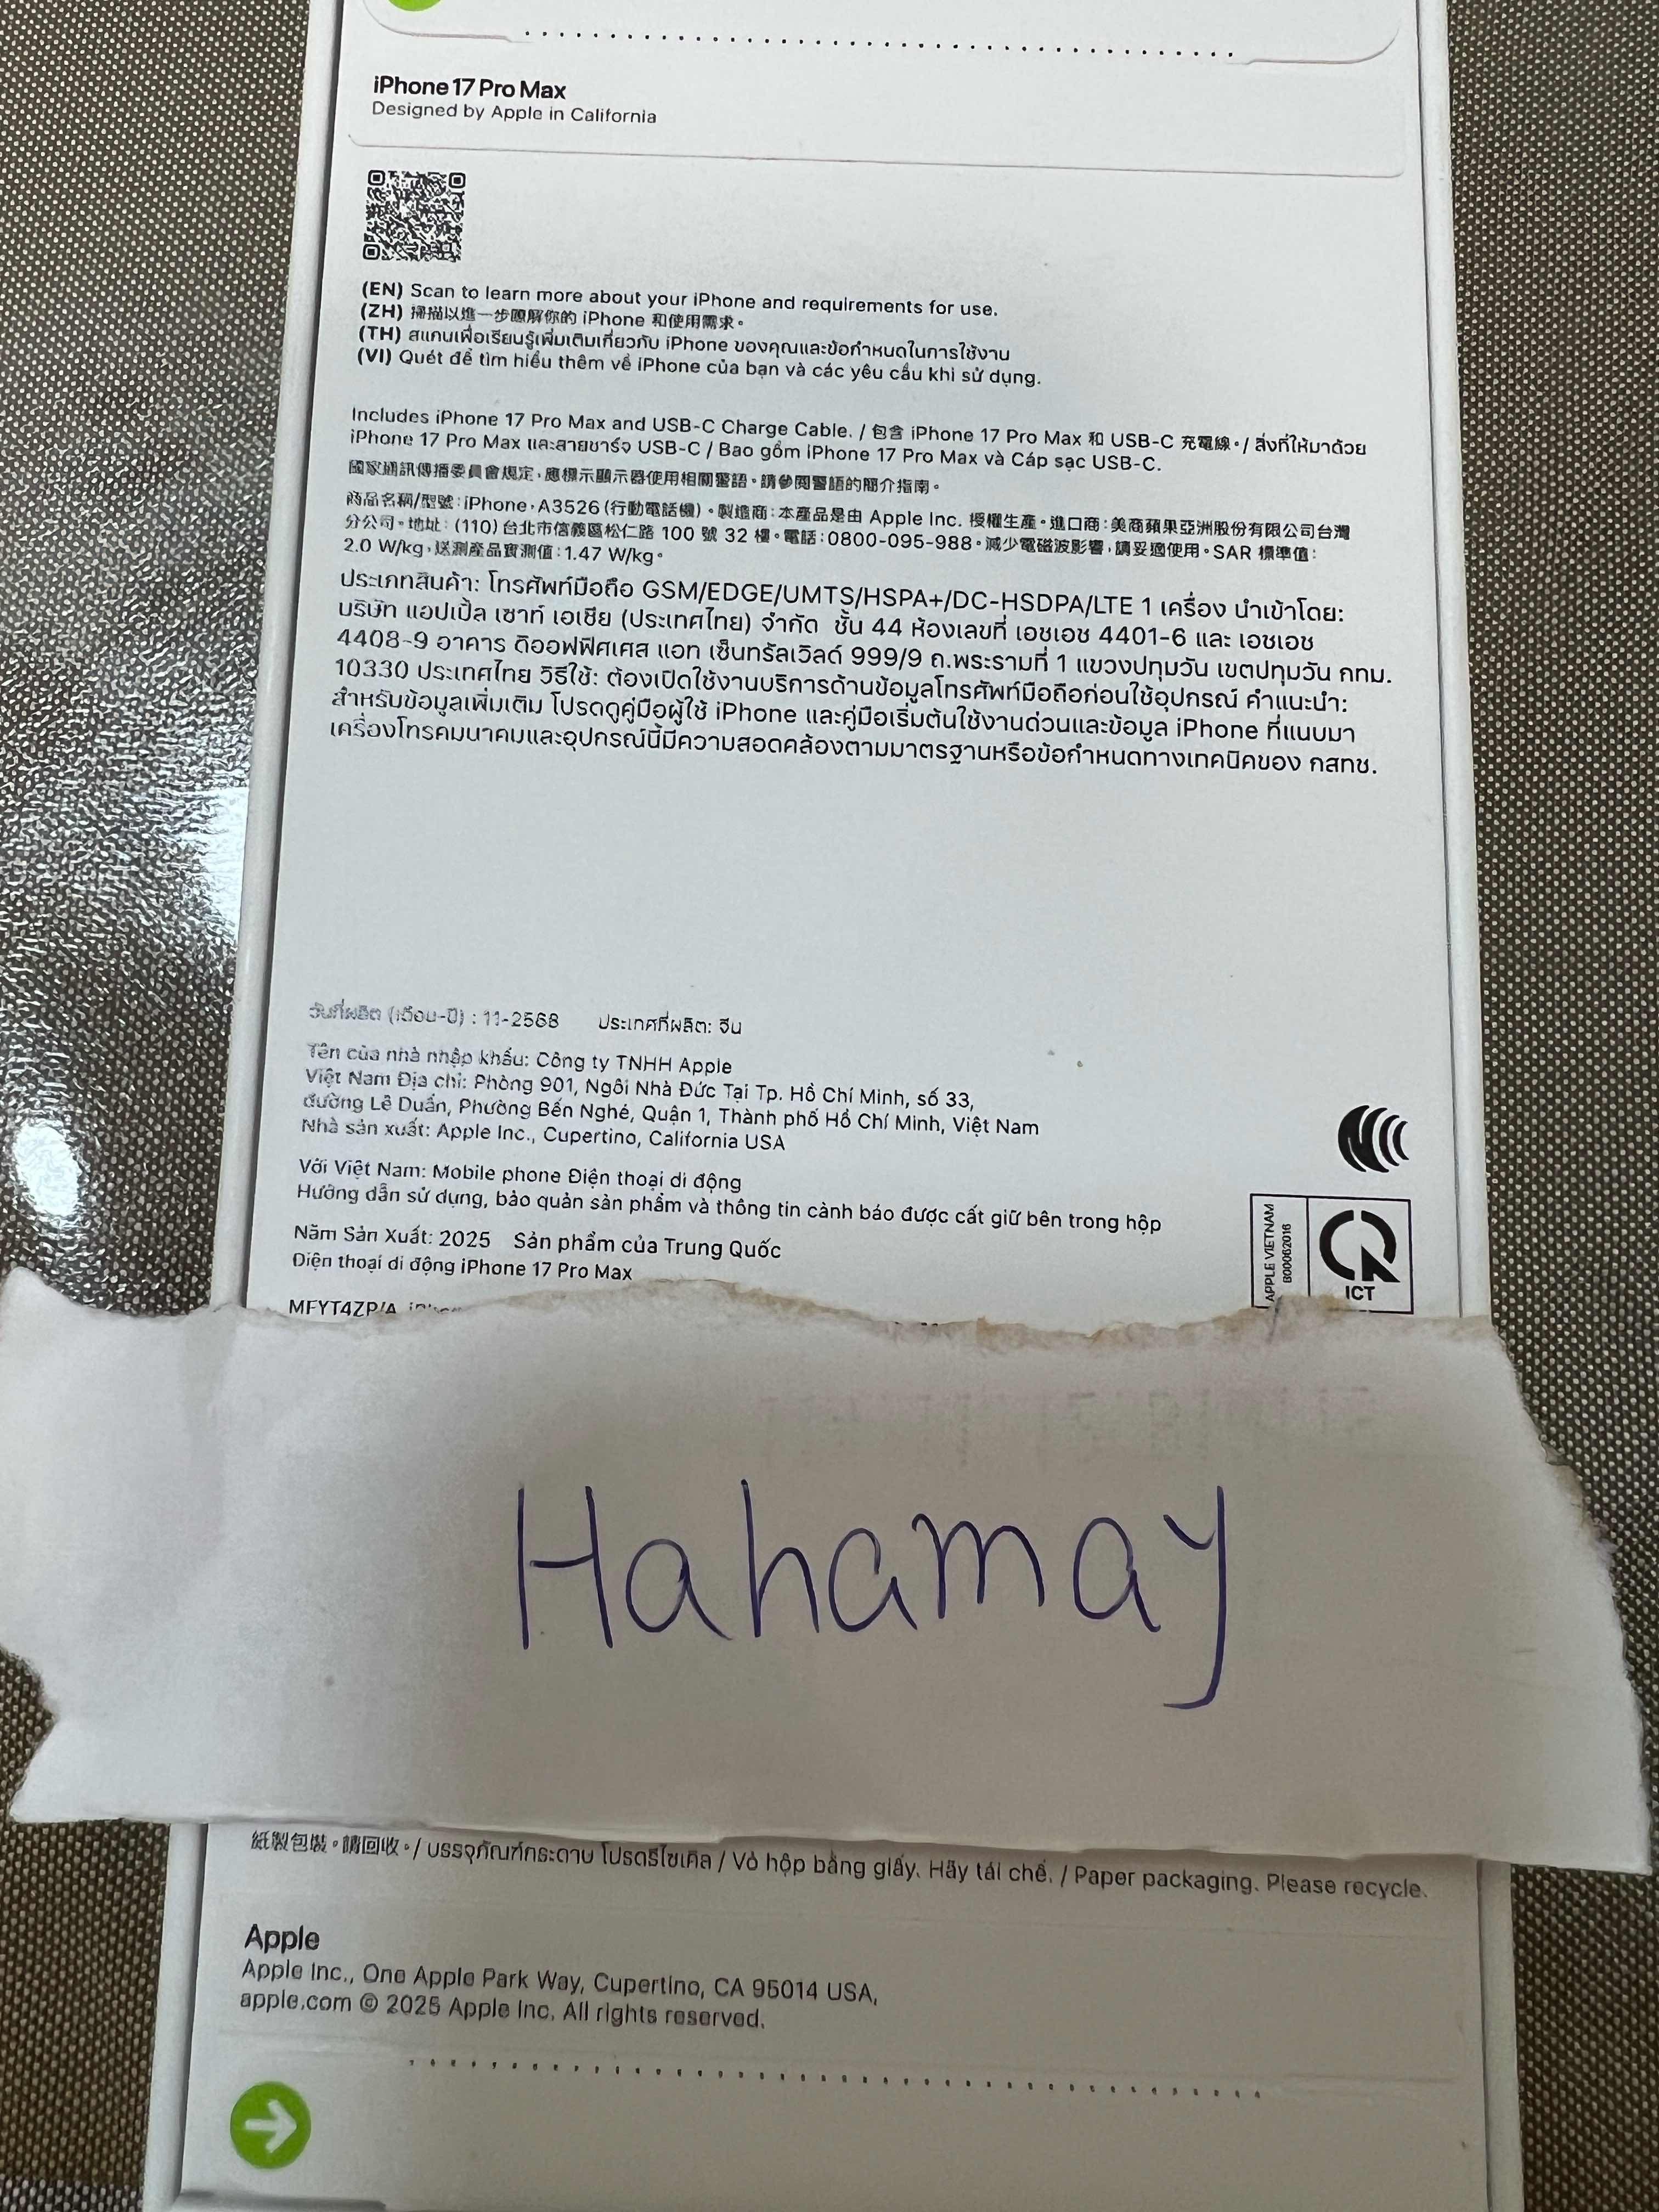 iPhone 17 Pro Max
Designed by Apple in California
(EN) Scan to learn more about your iPhone and requirements for use.
(ZH) 掃描以進一步瞭解你的 iPhone 和使用需求。
(TH) สแกนเพื่อเรียนรู้เพิ่มเติมเกี่ยวกับ iPhone ของคุณและข้อกำหนดในการใช้งาน
(VI) Quét để tìm hiểu thêm về iPhone của bạn và các yêu cầu khi sử dụng.
Includes iPhone 17 Pro Max and USB-C Charge Cable. / 包含 iPhone 17 Pro Max 和 USB-C 充電線。/ สิ่งที่ให้มาด้วย
iPhone 17 Pro Max และสายชาร์จ USB-C / Bao gồm iPhone 17 Pro Max và Cáp sạc USB-C.
國家通訊傳播委員會規定,應標示顯示器使用相關警語。請參閱警語的簡介指南。
商品名稱/型號:iPhone,A3526(行動電話機)。製造商:本產品是由 Apple Inc. 授權生產。進口商:美商蘋果亞洲股份有限公司台灣
分公司。地址:(110)台北市信義區松仁路 100 號 32 樓。電話:0800-095-988。減少電磁波影響,請妥適使用。SAR 標準值:
2.0 W/kg,送測產品實測值:1.47 W/kg。
ประเภทสินค้า: โทรศัพท์มือถือ GSM/EDGE/UMTS/HSPA+/DC-HSDPA/LTE 1 เครื่อง นำเข้าโดย:
บริษัท แอปเปิ้ล เซาท์ เอเชีย (ประเทศไทย) จำกัด ชั้น 44 ห้องเลขที่ เอชเอช 4401-6 และ เอชเอช
4408-9 อาคาร ดิออฟฟิศเศส แอท เซ็นทรัลเวิลด์ 999/9 ถ.พระรามที่ 1 แขวงปทุมวัน เขตปทุมวัน กทม.
10330 ประเทศไทย วิธีใช้: ต้องเปิดใช้งานบริการด้านข้อมูลโทรศัพท์มือถือก่อนใช้อุปกรณ์ คำแนะนำ:
สำหรับข้อมูลเพิ่มเติม โปรดดูคู่มือผู้ใช้ iPhone และคู่มือเริ่มต้นใช้งานด่วนและข้อมูล iPhone ที่แนบมา
เครื่องโทรคมนาคมและอุปกรณ์นี้มีความสอดคล้องตามมาตรฐานหรือข้อกำหนดทางเทคนิคของ กสทช.
วันที่ผลิต (เดือน-ปี) : 11-2568 ประเทศที่ผลิต: จีน
Tên của nhà nhập khẩu: Công ty TNHH Apple
Việt Nam Địa chỉ: Phòng 901, Ngôi Nhà Đức Tại Tp. Hồ Chí Minh, số 33,
đường Lê Duẩn, Phường Bến Nghé, Quận 1, Thành phố Hồ Chí Minh, Việt Nam
Nhà sản xuất: Apple Inc., Cupertino, California USA
Với Việt Nam: Mobile phone Điện thoại di động
Hướng dẫn sử dụng, bảo quản sản phẩm và thông tin cảnh báo được cất giữ bên trong hộp
Năm Sản Xuất: 2025 Sản phẩm của Trung Quốc
Điện thoại di động iPhone 17 Pro Max
APPLE VIETNAM
B00062016
ICT
MFYT4ZP/A
Hahamay
紙製包裝。請回收。/ บรรจุภัณฑ์กระดาษ โปรดรีไซเคิล / Vỏ hộp bằng giấy. Hãy tái chế. / Paper packaging. Please recycle.
Apple
Apple Inc., One Apple Park Way, Cupertino, CA 95014 USA,
apple.com © 2025 Apple Inc. All rights reserved.